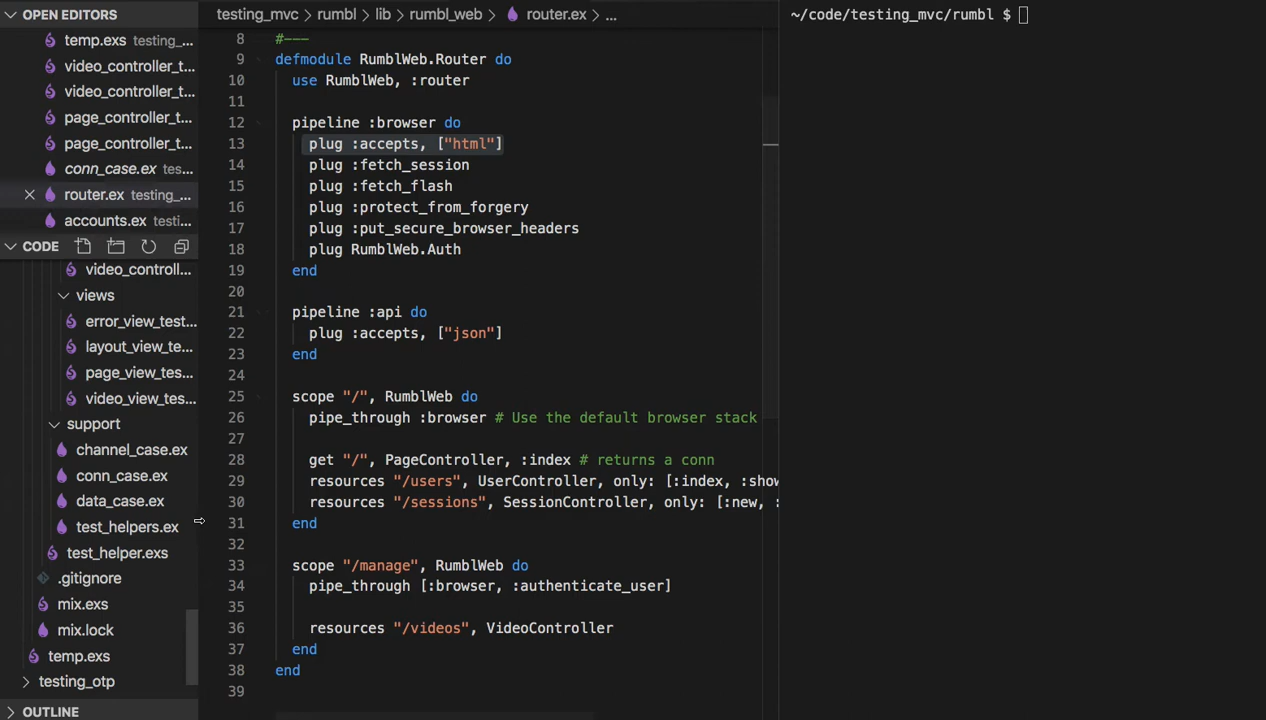 OPEN EDITORS
temp.exs testing_...
video_controller_t...
video_controller_t...
page_controller_t...
page_controller_t...
conn_case.ex tes...
router.ex testing_...
accounts.ex testi...
CODE
video_controll...
views
error_view_test...
layout_view_te...
page_view_tes...
video_view_tes...
support
channel_case.ex
conn_case.ex
data_case.ex
test_helpers.ex
test_helper.exs
.gitignore
mix.exs
mix.lock
temp.exs
testing_otp
OUTLINE
testing_mvc > rumbl > lib > rumbl_web > router.ex > ...
8 #---
9 defmodule RumblWeb.Router do
10 use RumblWeb, :router
11
12 pipeline :browser do
13 plug :accepts, ["html"]
14 plug :fetch_session
15 plug :fetch_flash
16 plug :protect_from_forgery
17 plug :put_secure_browser_headers
18 plug RumblWeb.Auth
19 end
20
21 pipeline :api do
22 plug :accepts, ["json"]
23 end
24
25 scope "/", RumblWeb do
26 pipe_through :browser # Use the default browser stack
27
28 get "/", PageController, :index # returns a conn
29 resources "/users", UserController, only: [:index, :show
30 resources "/sessions", SessionController, only: [:new, :
31 end
32
33 scope "/manage", RumblWeb do
34 pipe_through [:browser, :authenticate_user]
35
36 resources "/videos", VideoController
37 end
38 end
39
~/code/testing_mvc/rumbl $